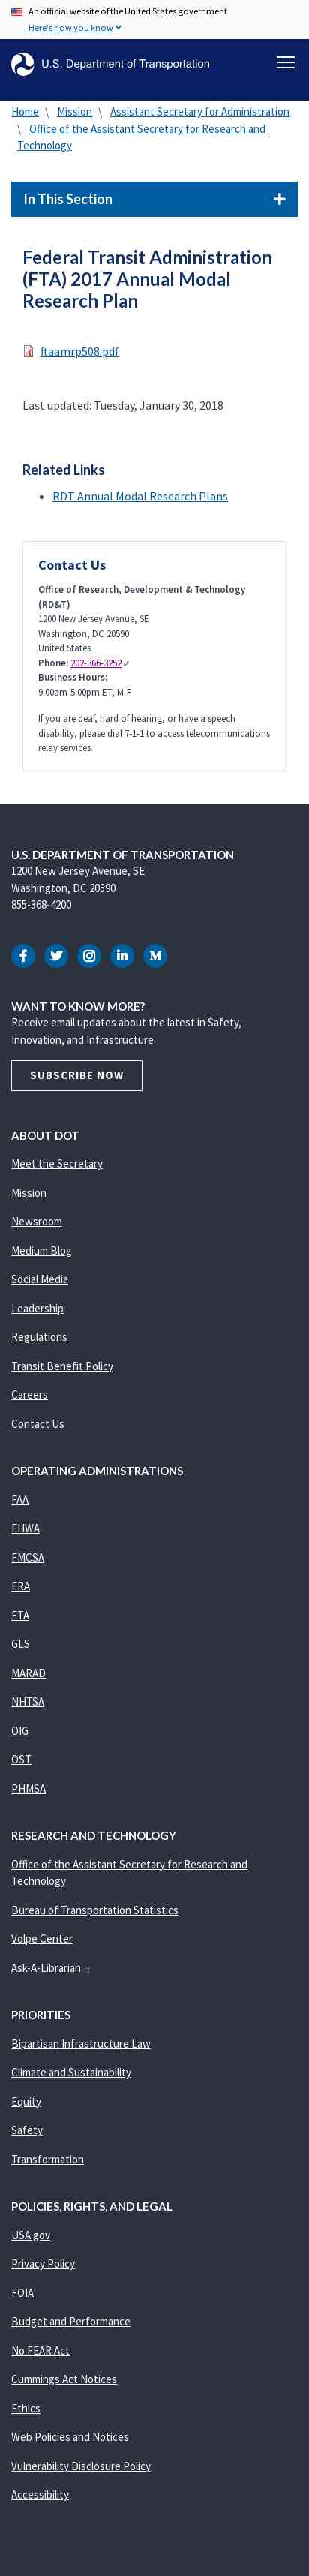 An official website of the United States government
Here's how you know
U.S. Department of Transportation
Home \ Mission \ Assistant Secretary for Administration
\ Office of the Assistant Secretary for Research and
Technology
In This Section
Federal Transit Administration
(FTA) 2017 Annual Modal
Research Plan
ftaamrp508.pdf
Last updated: Tuesday, January 30, 2018
Related Links
RDT Annual Modal Research Plans
Contact Us
Office of Research, Development & Technology
(RD&T)
1200 New Jersey Avenue, SE
Washington, DC 20590
United States
Phone: 202-366-3252
Business Hours:
9:00am-5:00pm ET, M-F
If you are deaf, hard of hearing, or have a speech
disability, please dial 7-1-1 to access telecommunications
relay services.
U.S. DEPARTMENT OF TRANSPORTATION
1200 New Jersey Avenue, SE
Washington, DC 20590
855-368-4200
WANT TO KNOW MORE?
Receive email updates about the latest in Safety,
Innovation, and Infrastructure.
SUBSCRIBE NOW
ABOUT DOT
Meet the Secretary
Mission
Newsroom
Medium Blog
Social Media
Leadership
Regulations
Transit Benefit Policy
Careers
Contact Us
OPERATING ADMINISTRATIONS
FAA
FHWA
FMCSA
FRA
FTA
GLS
MARAD
NHTSA
OIG
OST
PHMSA
RESEARCH AND TECHNOLOGY
Office of the Assistant Secretary for Research and
Technology
Bureau of Transportation Statistics
Volpe Center
Ask-A-Librarian
PRIORITIES
Bipartisan Infrastructure Law
Climate and Sustainability
Equity
Safety
Transformation
POLICIES, RIGHTS, AND LEGAL
USA.gov
Privacy Policy
FOIA
Budget and Performance
No FEAR Act
Cummings Act Notices
Ethics
Web Policies and Notices
Vulnerability Disclosure Policy
Accessibility